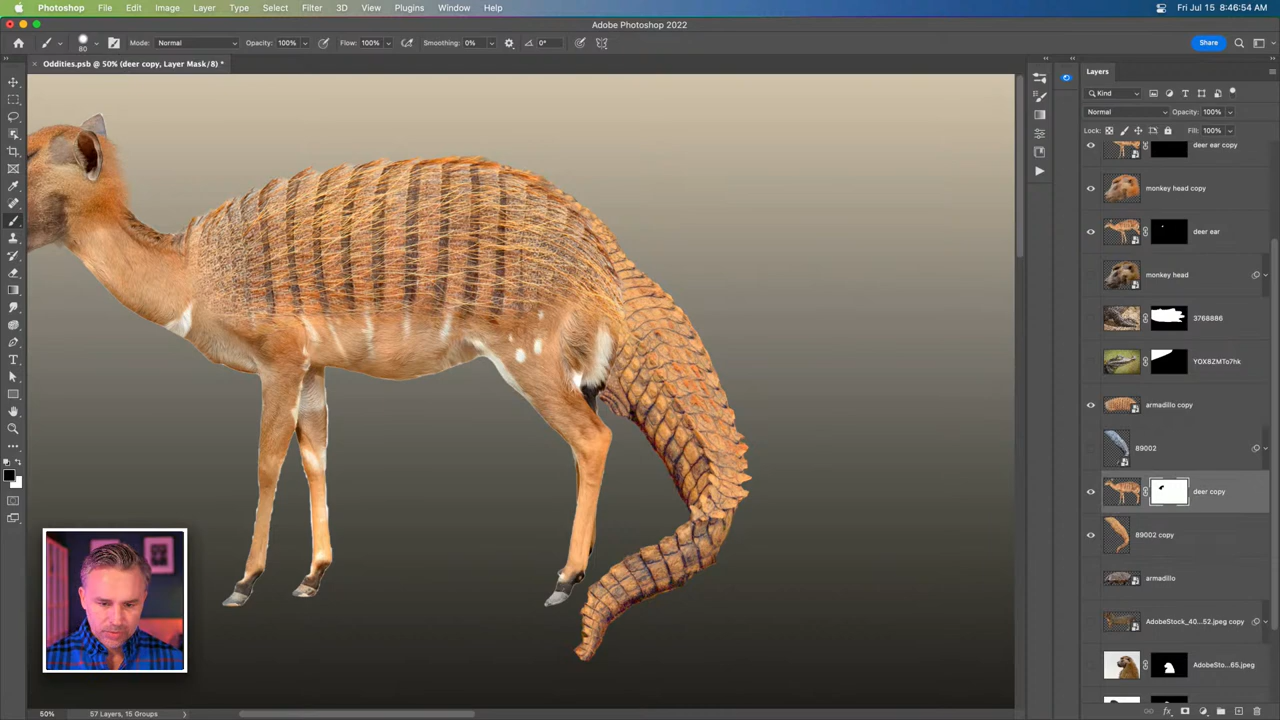 Photoshop File Edit Image Layer Type Select Filter 3D View Plugins Window Help Fri Jul 15 8:46:54 AM
Adobe Photoshop 2022
80 Mode: Normal Opacity: 100% Flow: 100% Smoothing: 0% 0° Share
Oddities.psb @ 50% (deer copy, Layer Mask/8) *
Layers
Kind
Normal Opacity: 100%
Lock: Fill: 100%
deer ear copy
monkey head copy
deer ear
monkey head
3768886
YOX8ZMTo7hk
armadillo copy
89002
deer copy
89002 copy
armadillo
AdobeStock_40...52.jpeg copy
AdobeSto...65.jpeg
50% 57 Layers, 15 Groups